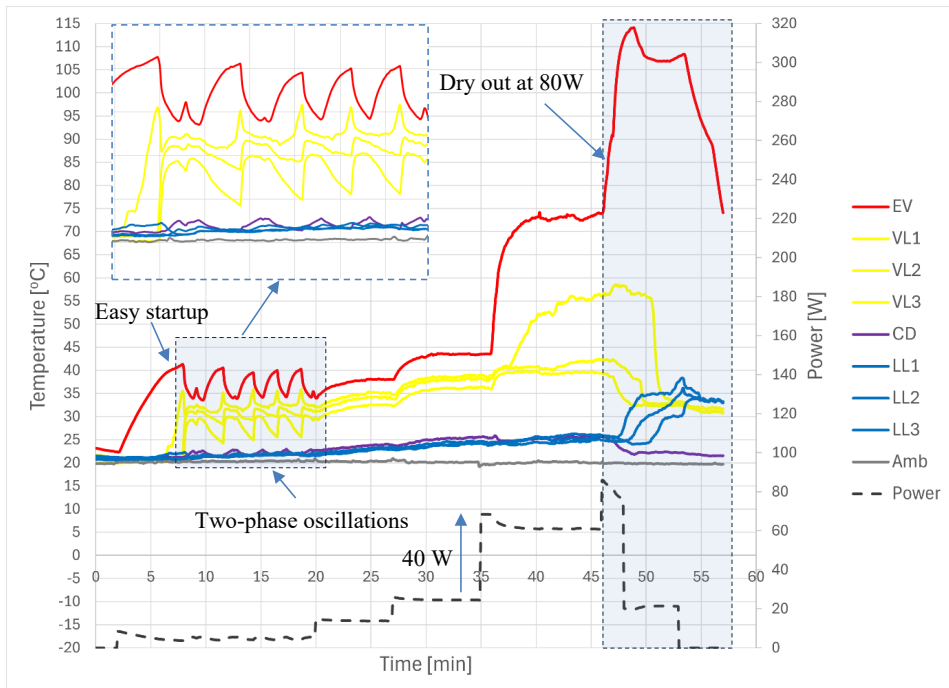 115
110
105
100
95
90
85
80
75
70
65
60
55
50
45
40
35
30
25
20
15
10
5
0
-5
-10
-15
-20
Temperature [ºC]
320
300
280
260
240
220
200
180
160
140
120
100
80
60
40
20
0
Power [W]
0 5 10 15 20 25 30 35 40 45 50 55 60
Time [min]
Dry out at 80W
Easy startup
Two-phase oscillations
40 W
EV
VL1
VL2
VL3
CD
LL1
LL2
LL3
Amb
Power